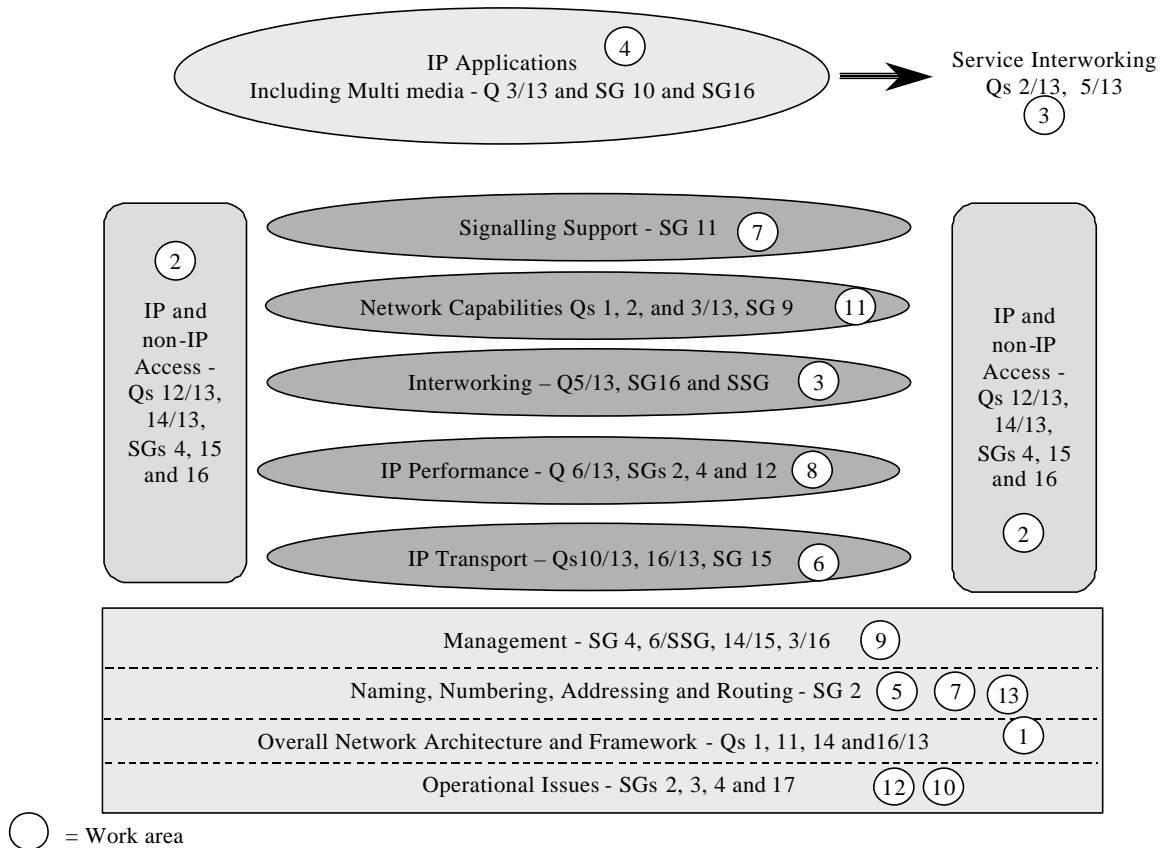 IP Applications
4
Including Multi media - Q 3/13 and SG 10 and SG16
Service Interworking
Qs 2/13, 5/13
3
2
IP and
non-IP
Access -
Qs 12/13,
14/13,
SGs 4, 15
and 16
Signalling Support - SG 11
7
Network Capabilities Qs 1, 2, and 3/13, SG 9
11
Interworking – Q5/13, SG16 and SSG
3
IP Performance - Q 6/13, SGs 2, 4 and 12
8
IP Transport – Qs10/13, 16/13, SG 15
6
IP and
non-IP
Access -
Qs 12/13,
14/13,
SGs 4, 15
and 16
2
Management - SG 4, 6/SSG, 14/15, 3/16
9
Naming, Numbering, Addressing and Routing - SG 2
5
7
13
Overall Network Architecture and Framework - Qs 1, 11, 14 and16/13
1
Operational Issues - SGs 2, 3, 4 and 17
12
10
= Work area